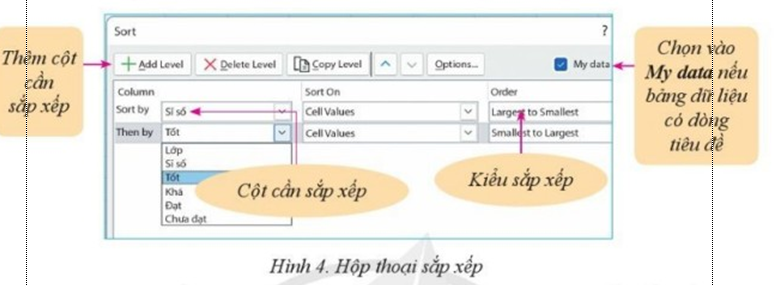 Sort
?
Add Level
Delete Level
Copy Level
Options...
My data
Column
Sort On
Order
Sort by
Sĩ số
Cell Values
Largest to Smallest
Then by
Tốt
Cell Values
Smallest to Largest
Lớp
Sĩ số
Tốt
Khá
Đạt
Chưa đạt
Thêm cột
cần
sắp xếp
Cột cần sắp xếp
Kiểu sắp xếp
Chọn vào
My data nếu
bảng dữ liệu
có dòng
tiêu đề
Hình 4. Hộp thoại sắp xếp